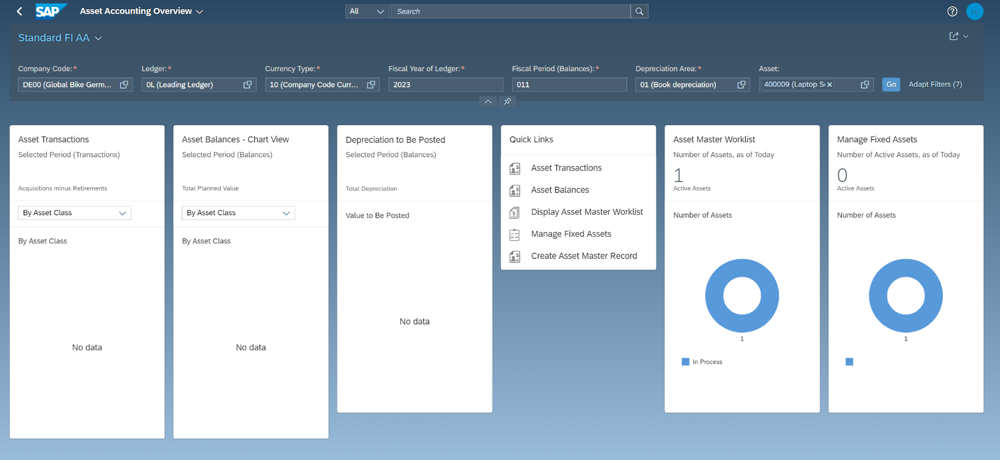 SAP
Asset Accounting Overview
All
Search
Standard FI AA
Company Code:*
Ledger:*
Currency Type:*
Fiscal Year of Ledger:*
Fiscal Period (Balances):*
Depreciation Area:*
Asset:
DE00 (Global Bike Germ...
0L (Leading Ledger)
10 (Company Code Curr...
2023
011
01 (Book depreciation)
400009 (Laptop
Go
Adapt Filters (7)
Asset Transactions
Selected Period (Transactions)
Acquisitions minus Retirements
By Asset Class
By Asset Class
No data
Asset Balances - Chart View
Selected Period (Balances)
Total Planned Value
By Asset Class
By Asset Class
No data
Depreciation to Be Posted
Selected Period (Balances)
Total Depreciation
Value to Be Posted
No data
Quick Links
Asset Transactions
Asset Balances
Display Asset Master Worklist
Manage Fixed Assets
Create Asset Master Record
Asset Master Worklist
Number of Assets, as of Today
1
Active Assets
Number of Assets
1
In Process
Manage Fixed Assets
Number of Active Assets, as of Today
0
Active Assets
Number of Assets
1